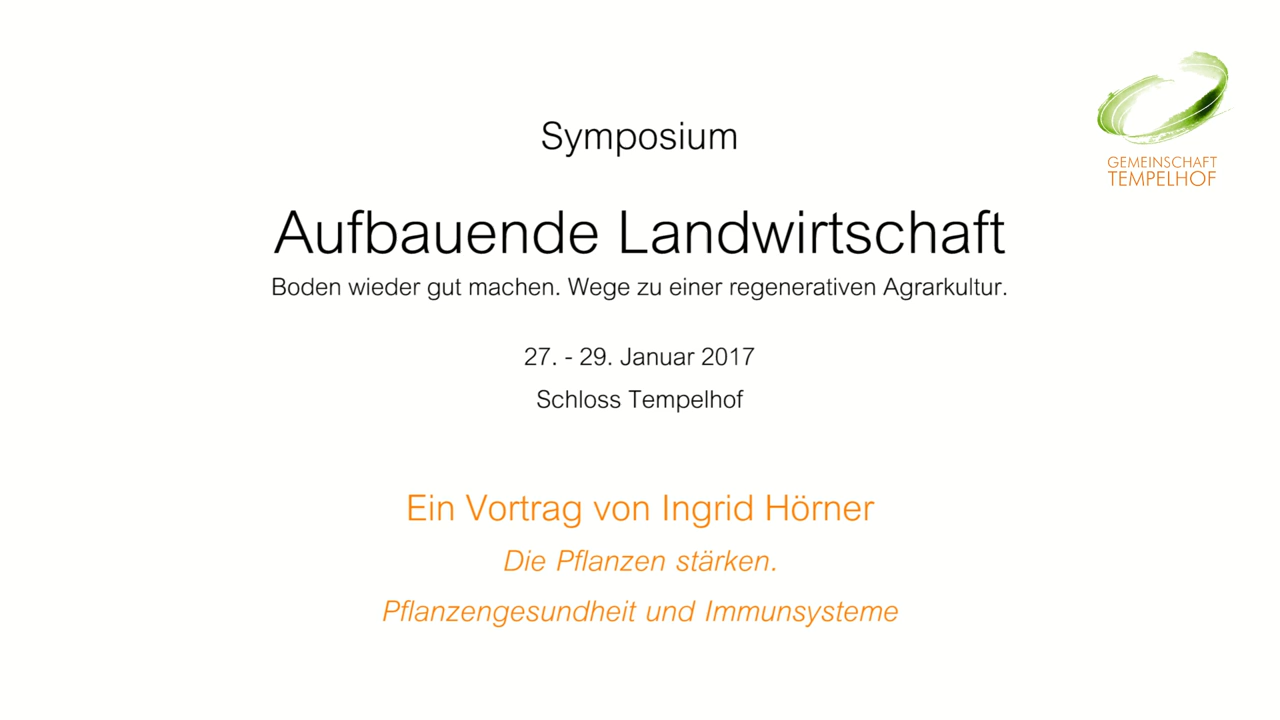 Symposium
GEMEINSCHAFT
TEMPELHOF
Aufbauende Landwirtschaft
Boden wieder gut machen. Wege zu einer regenerativen Agrarkultur.
27. - 29. Januar 2017
Schloss Tempelhof
Ein Vortrag von Ingrid Hörner
Die Pflanzen stärken.
Pflanzengesundheit und Immunsysteme